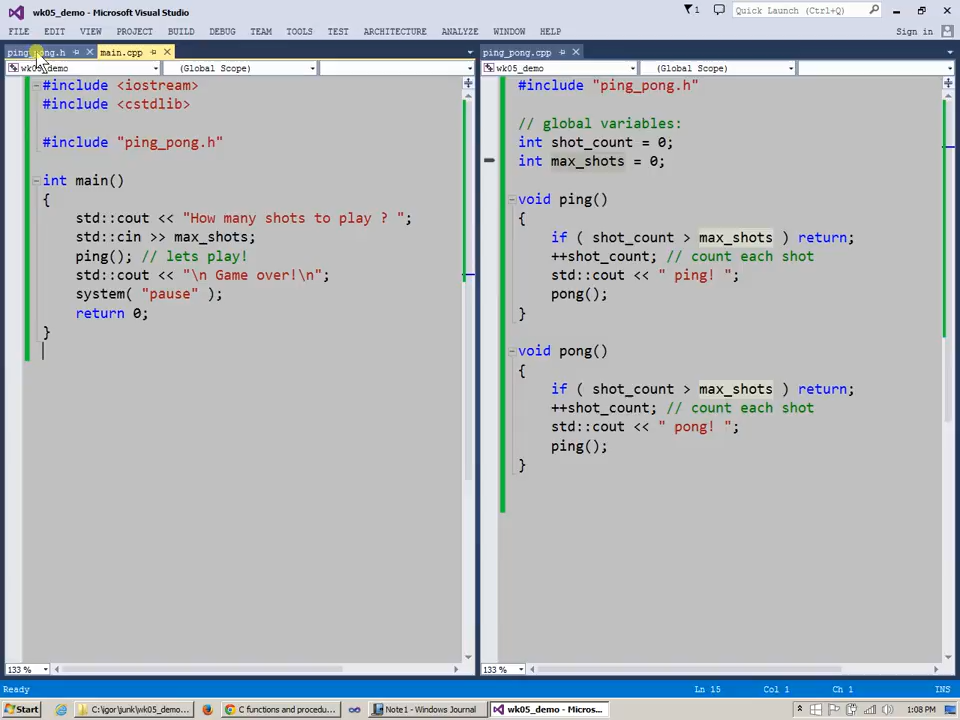 wk05_demo - Microsoft Visual Studio
1
Quick Launch (Ctrl+Q)
FILE EDIT VIEW PROJECT BUILD DEBUG TEAM TOOLS TEST ARCHITECTURE ANALYZE WINDOW HELP
Sign in
ping_pong.h
main.cpp
wk05_demo
(Global Scope)
#include <iostream>
#include <cstdlib>
#include "ping_pong.h"
int main()
{
std::cout << "How many shots to play ? ";
std::cin >> max_shots;
ping(); // lets play!
std::cout << "\n Game over!\n";
system( "pause" );
return 0;
}
133 %
ping_pong.cpp
wk05_demo
(Global Scope)
#include "ping_pong.h"
// global variables:
int shot_count = 0;
int max_shots = 0;
void ping()
{
if ( shot_count > max_shots ) return;
++shot_count; // count each shot
std::cout << " ping! ";
pong();
}
void pong()
{
if ( shot_count > max_shots ) return;
++shot_count; // count each shot
std::cout << " pong! ";
ping();
}
133 %
Ready
Ln 15 Col 1 Ch 1 INS
Start
C:\igor\junk\wk05_demo...
C functions and procedu...
Note1 - Windows Journal
wk05_demo - Micros...
1:08 PM